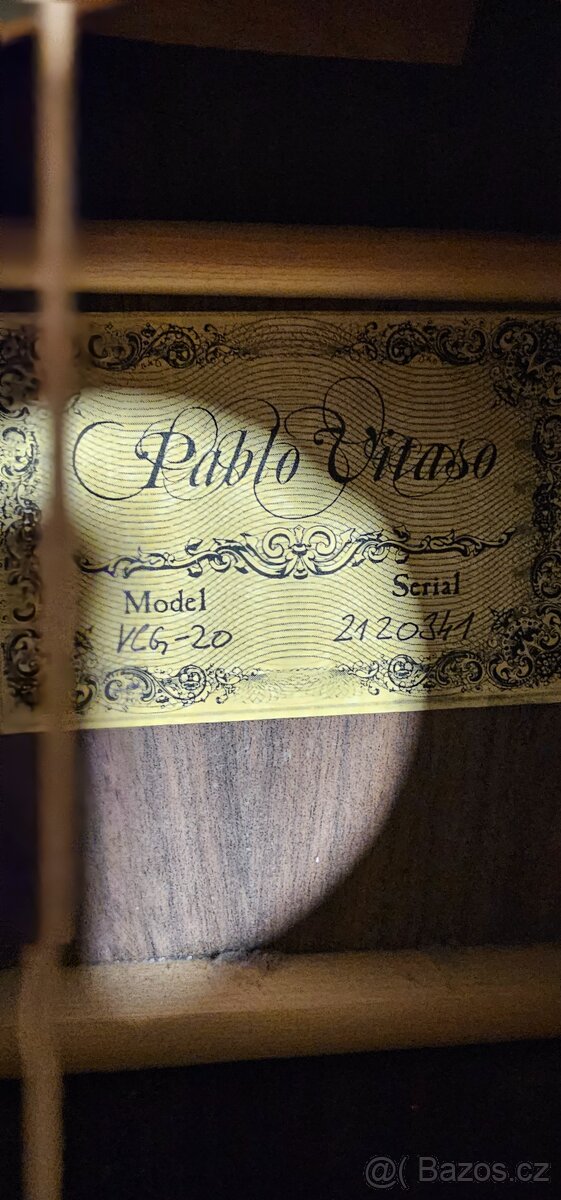 Pablo Vitaso
Model Serial
VCG-20 2120341
@( Bazos.cz